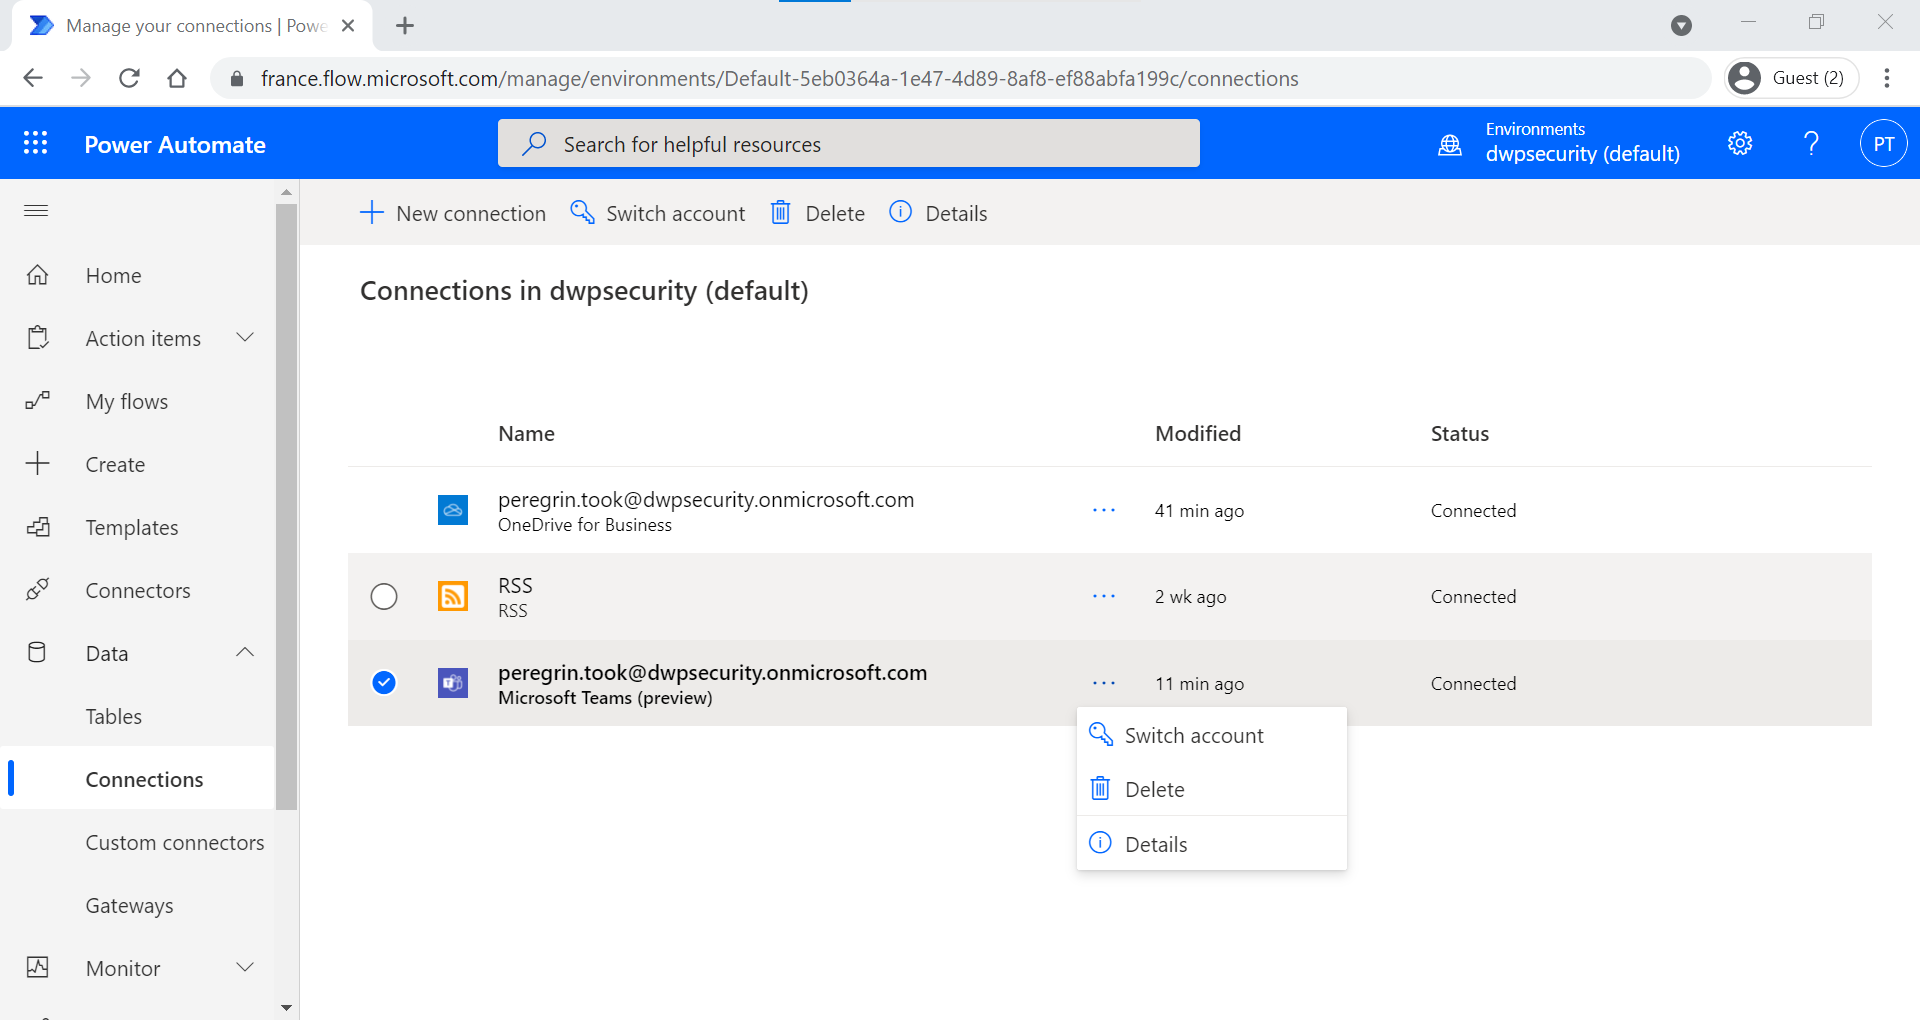 Manage your connections | Powe
france.flow.microsoft.com/manage/environments/Default-5eb0364a-1e47-4d89-8af8-ef88abfa199c/connections
Guest (2)
Power Automate
Search for helpful resources
Environments
dwpsecurity (default)
PT
New connection
Switch account
Delete
Details
Home
Action items
My flows
Create
Templates
Connectors
Data
Tables
Connections
Custom connectors
Gateways
Monitor
Connections in dwpsecurity (default)
Name Modified Status
peregrin.took@dwpsecurity.onmicrosoft.com
OneDrive for Business
41 min ago
Connected
RSS
RSS
2 wk ago
Connected
peregrin.took@dwpsecurity.onmicrosoft.com
Microsoft Teams (preview)
11 min ago
Connected
Switch account
Delete
Details